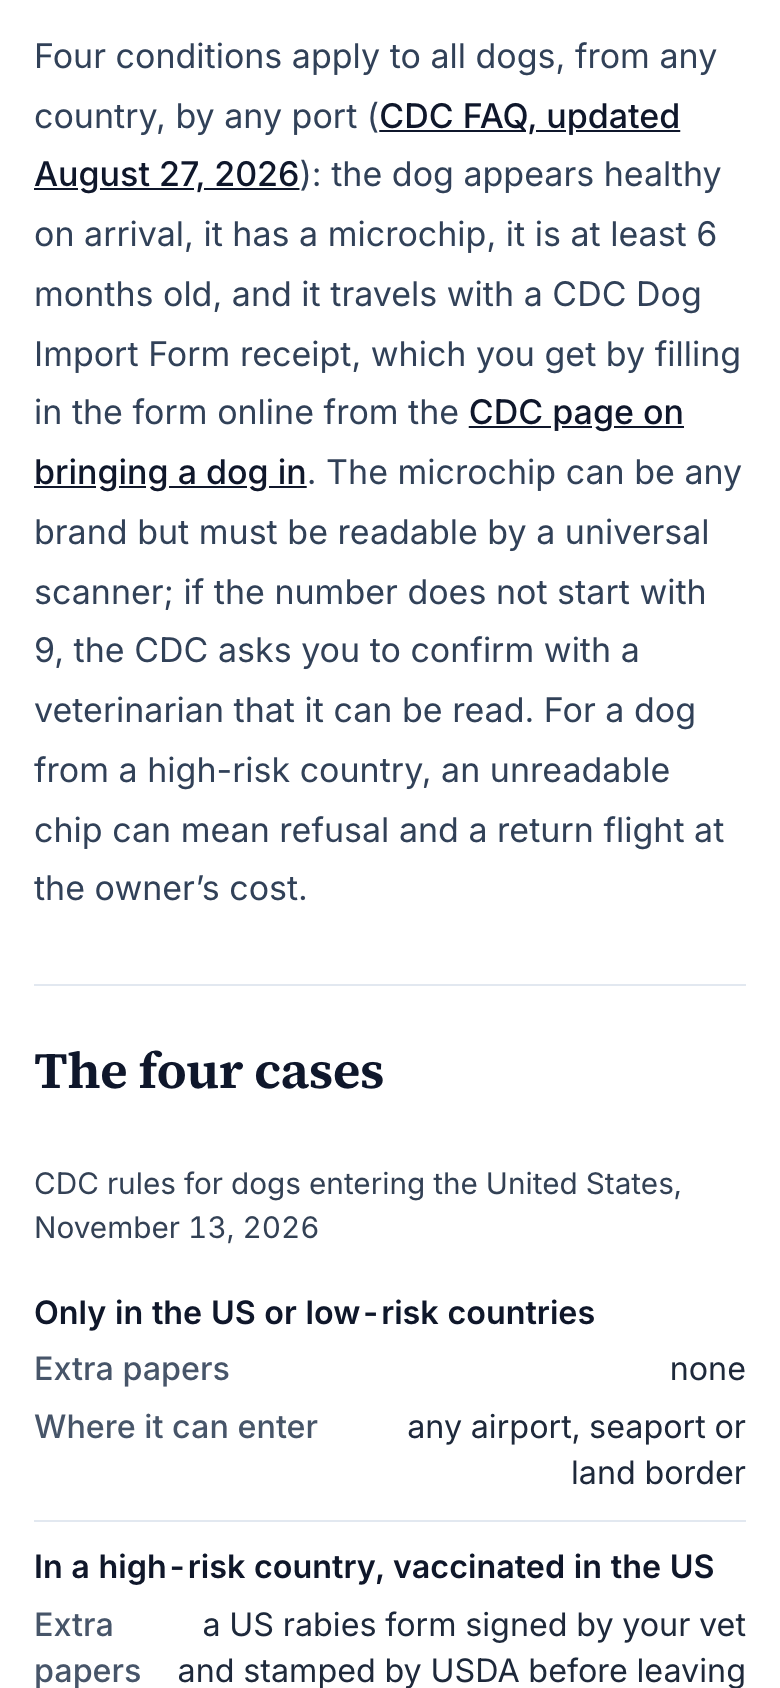 Four conditions apply to all dogs, from any
country, by any port (CDC FAQ, updated
August 27, 2026): the dog appears healthy
on arrival, it has a microchip, it is at least 6
months old, and it travels with a CDC Dog
Import Form receipt, which you get by filling
in the form online from the CDC page on
bringing a dog in. The microchip can be any
brand but must be readable by a universal
scanner; if the number does not start with
9, the CDC asks you to confirm with a
veterinarian that it can be read. For a dog
from a high-risk country, an unreadable
chip can mean refusal and a return flight at
the owner’s cost.
The four cases
CDC rules for dogs entering the United States,
November 13, 2026
Only in the US or low-risk countries
Extra papers none
Where it can enter any airport, seaport or
land border
In a high-risk country, vaccinated in the US
Extra a US rabies form signed by your vet
papers and stamped by USDA before leaving